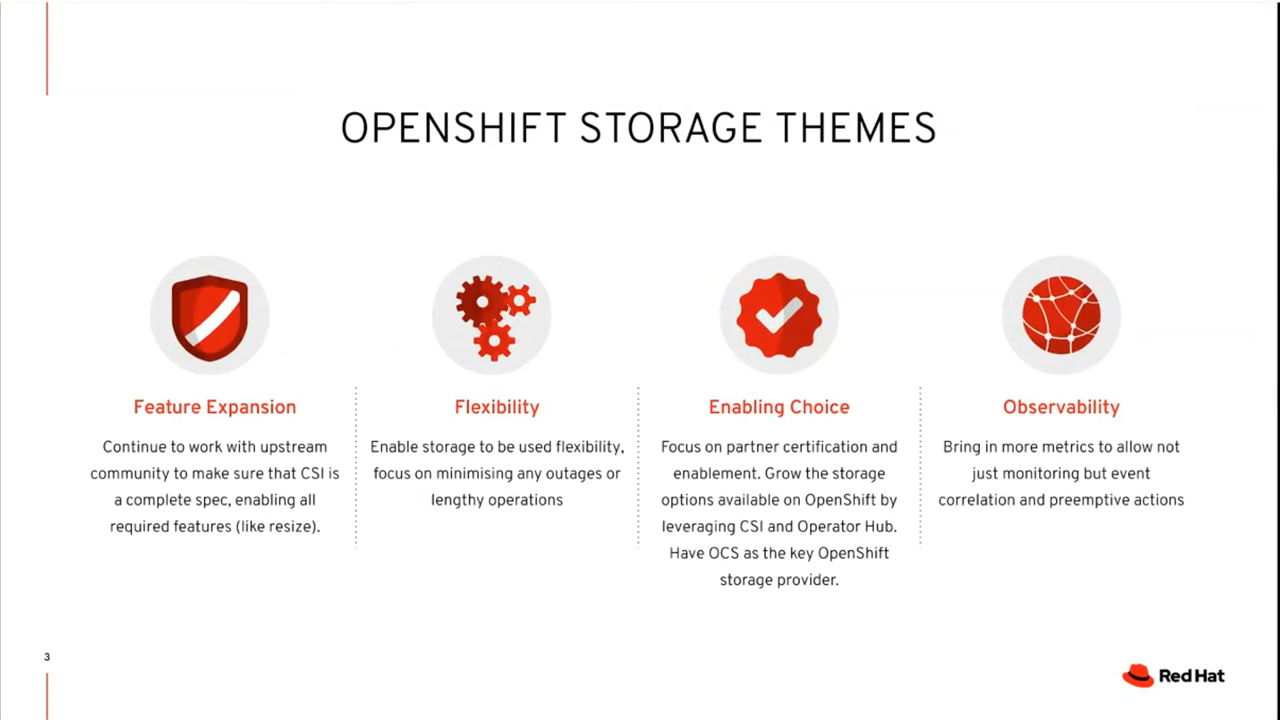 OPENSHIFT STORAGE THEMES
Feature Expansion
Continue to work with upstream
community to make sure that CSI is
a complete spec, enabling all
required features (like resize).
Flexibility
Enable storage to be used flexibility,
focus on minimising any outages or
lengthy operations
Enabling Choice
Focus on partner certification and
enablement. Grow the storage
options available on OpenShift by
leveraging CSI and Operator Hub.
Have OCS as the key OpenShift
storage provider.
Observability
Bring in more metrics to allow not
just monitoring but event
correlation and preemptive actions
3
Red Hat